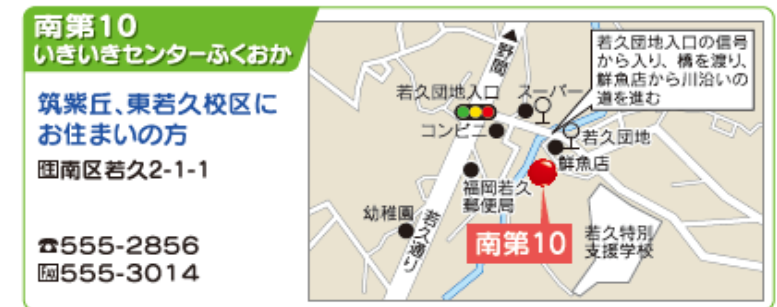 南第10
いきいきセンターふくおか
筑紫丘、東若久校区に
お住まいの方
住南区若久2-1-1
☎555-2856
FAX555-3014
野間
若久団地入口の信号
から入り、橋を渡り、
鮮魚店から川沿いの
道を進む
若久団地入口
スーパー
コンビニ
若久団地
鮮魚店
福岡若久
郵便局
幼稚園
若久通り
南第10
若久特別
支援学校